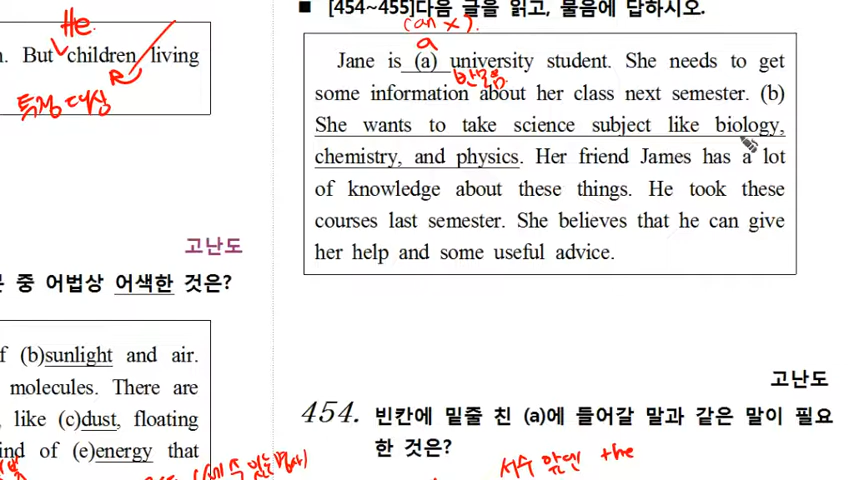 He
n. But children living
특정 대상
고난도
분 중 어법상 어색한 것은?
f (b)sunlight and air.
molecules. There are
, like (c)dust, floating
ind of (e)energy that
■ [454~455]다음 글을 읽고, 물음에 답하시오.
(an x).
a
Jane is (a) university student. She needs to get
반모음
some information about her class next semester. (b)
She wants to take science subject like biology,
chemistry, and physics. Her friend James has a lot
of knowledge about these things. He took these
courses last semester. She believes that he can give
her help and some useful advice.
고난도
454. 빈칸에 밑줄 친 (a)에 들어갈 말과 같은 말이 필요
한 것은?
서수 앞엔 +the